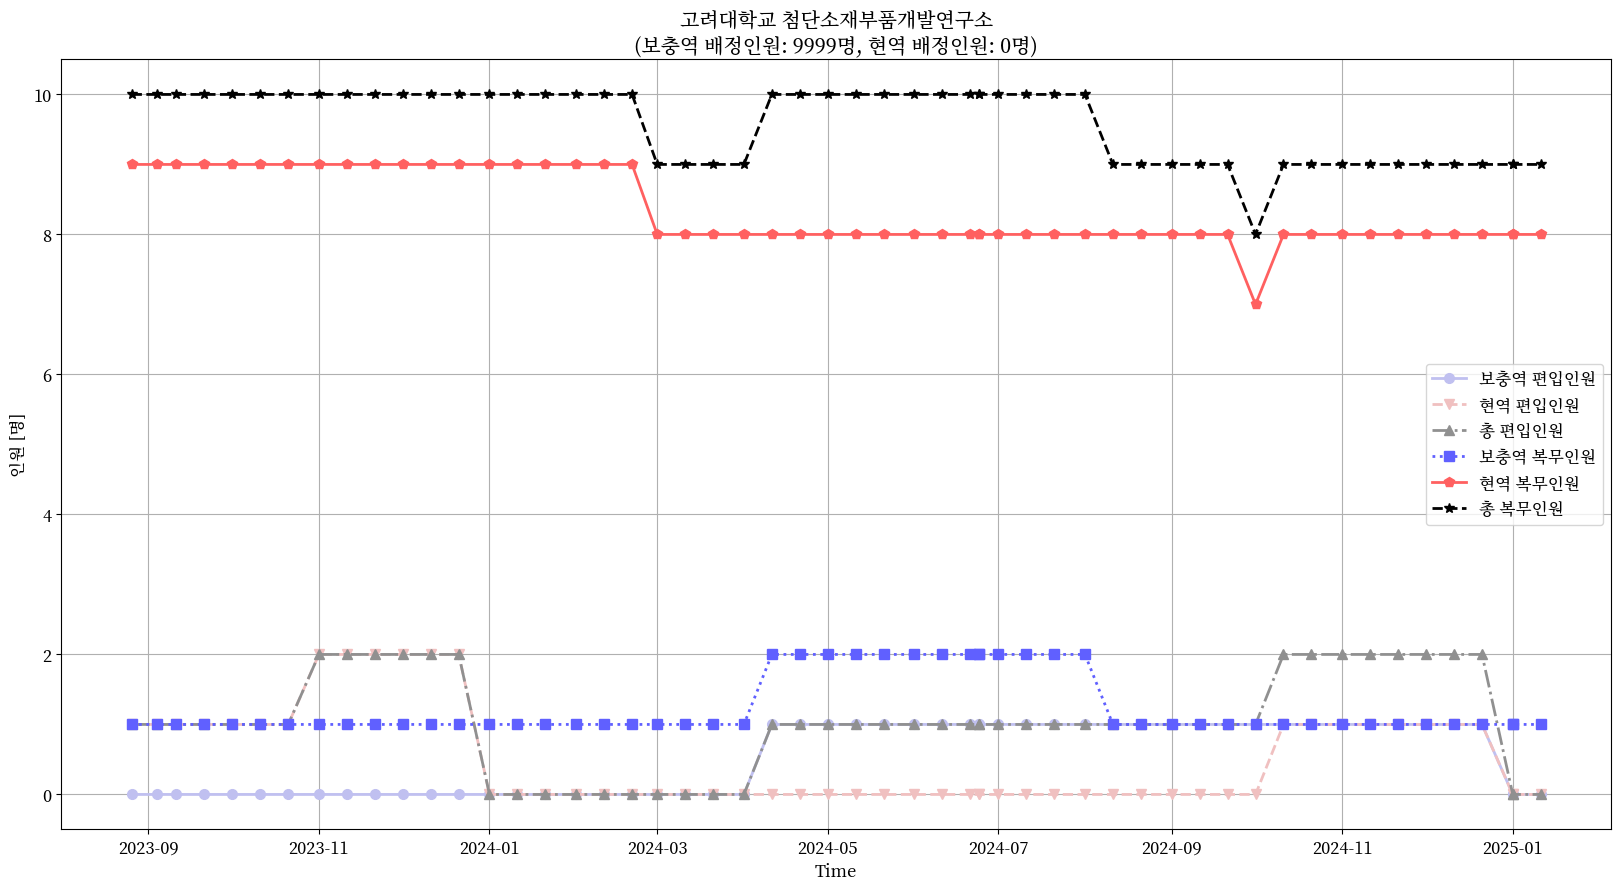 고려대학교 첨단소재부품개발연구소
(보충역 배정인원: 9999명, 현역 배정인원: 0명)
인원 [명]
10
8
6
4
2
0
보충역 편입인원
현역 편입인원
총 편입인원
보충역 복무인원
현역 복무인원
총 복무인원
2023-09
2023-11
2024-01
2024-03
2024-05
2024-07
2024-09
2024-11
2025-01
Time